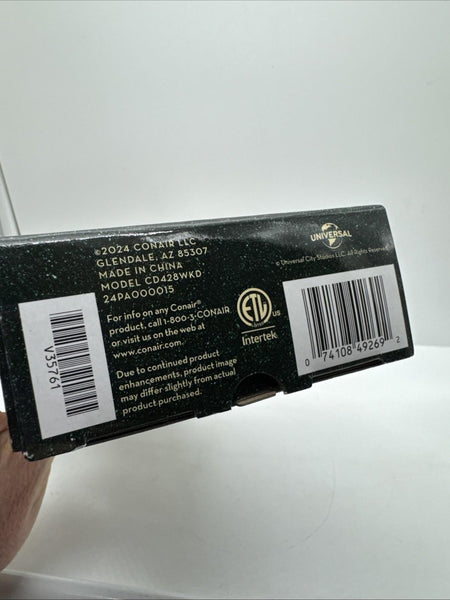 ©2024 CONAIR LLC
GLENDALE, AZ 85307
MADE IN CHINA
MODEL CD428WKD
24PA000015
For info on any Conair®
product, call 1-800-3-CONAIR
or visit us on the web at
www.conair.com.
Due to continued product
enhancements, product image
may differ slightly from actual
product purchased.
V35761
ETL
US
Intertek
UNIVERSAL
© Universal City Studios LLC. All Rights Reserved.
0 74108 49269 2